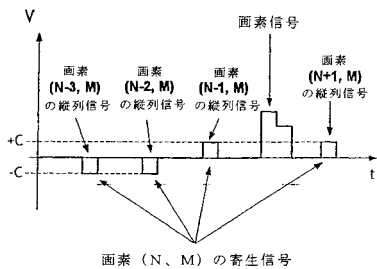 V
画素信号
画素
(N-3, M)
の縦列信号
画素
(N-2, M)
の縦列信号
画素
(N-1, M)
の縦列信号
画素
(N+1, M)
の縦列信号
+C
-C
t
画素（N、M）の寄生信号